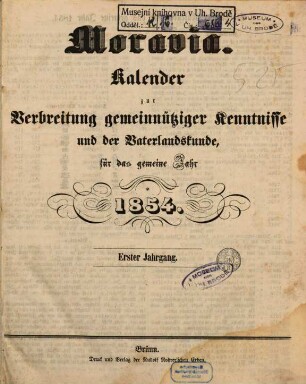 Musejní knihovna v Uh. Brodě
Moravia.
Kalender
zur
Verbreitung gemeinnütziger Kenntnisse
und der Vaterlandskunde,
für das gemeine Jahr
1854.
Erster Jahrgang.
Brünn.
Druck und Verlag der Rudolf Rohrer'schen Erben.